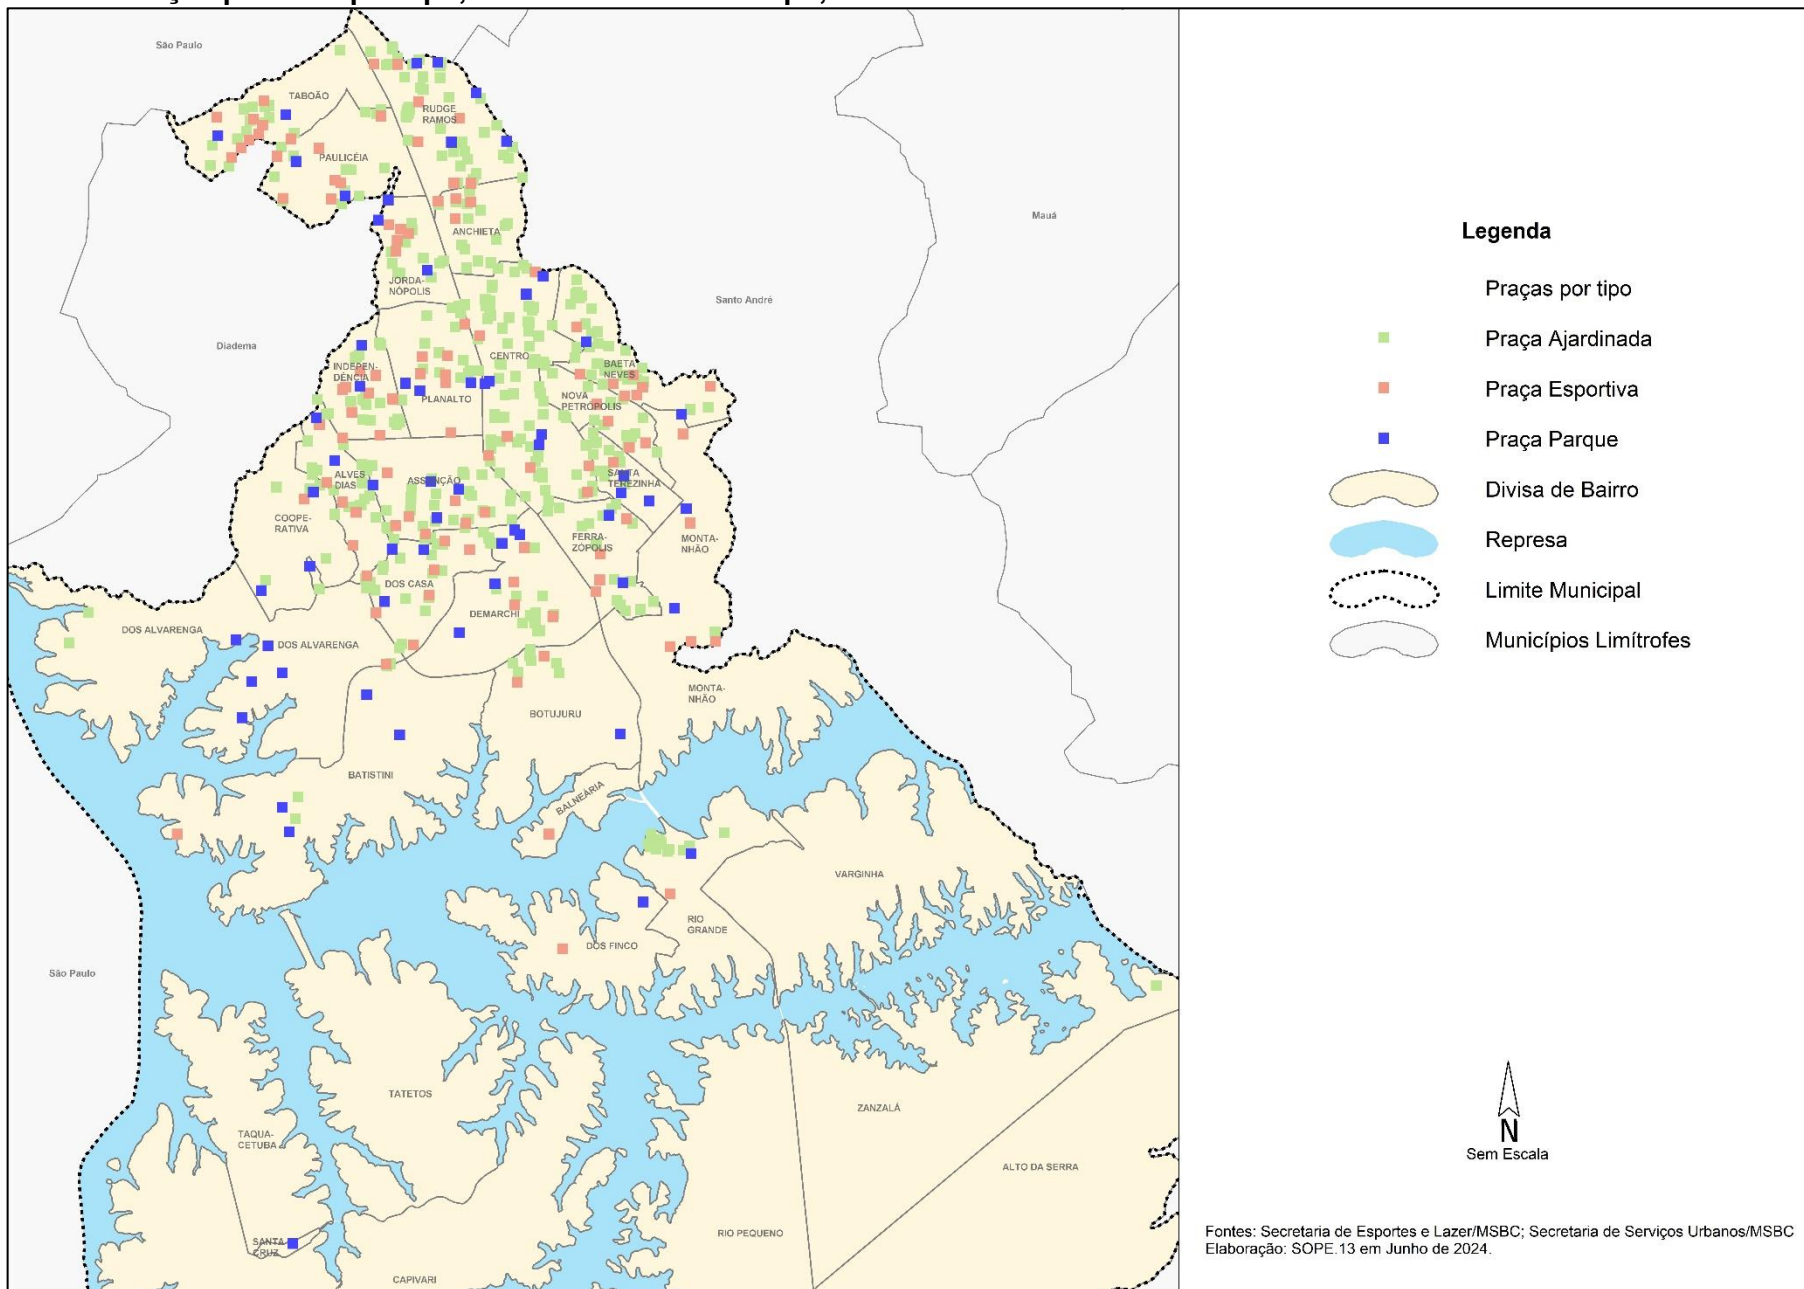 São Paulo
TABOÃO
RUDGE
RAMOS
PAULICÉIA
Mauá
ANCHIETA
JORDA-
NÓPOLIS
Santo André
Diadema
CENTRO
INDEPEN-
DÊNCIA
BAETA
NEVES
PLANALTO
NOVA
PETRÓPOLIS
ALVES
DIAS
ASSUNÇÃO
SANTA
TEREZINHA
COOPE-
RATIVA
FERRA-
ZÓPOLIS
MONTA-
NHÃO
DOS CASA
DEMARCHI
DOS ALVARENGA
DOS ALVARENGA
MONTA-
NHÃO
BOTUJURU
BATISTINI
BALNEÁRIA
VARGINHA
RIO
GRANDE
DOS FINCO
São Paulo
TATETOS
ZANZALÁ
TAQUA-
CETUBA
ALTO DA SERRA
RIO PEQUENO
SANTA
CRUZ
CAPIVARI
Legenda
Praças por tipo
Praça Ajardinada
Praça Esportiva
Praça Parque
Divisa de Bairro
Represa
Limite Municipal
Municípios Limítrofes
N
Sem Escala
Fontes: Secretaria de Esportes e Lazer/MSBC; Secretaria de Serviços Urbanos/MSBC
Elaboração: SOPE.13 em Junho de 2024.